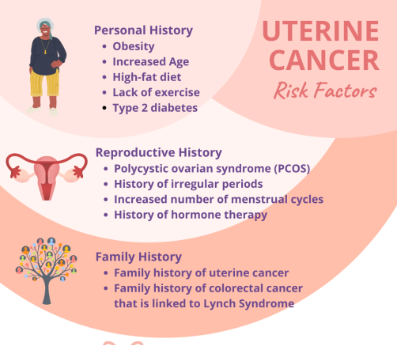 UTERINE
CANCER
Risk Factors
Personal History
• Obesity
• Increased Age
• High-fat diet
• Lack of exercise
• Type 2 diabetes
Reproductive History
• Polycystic ovarian syndrome (PCOS)
• History of irregular periods
• Increased number of menstrual cycles
• History of hormone therapy
Family History
• Family history of uterine cancer
• Family history of colorectal cancer
that is linked to Lynch Syndrome